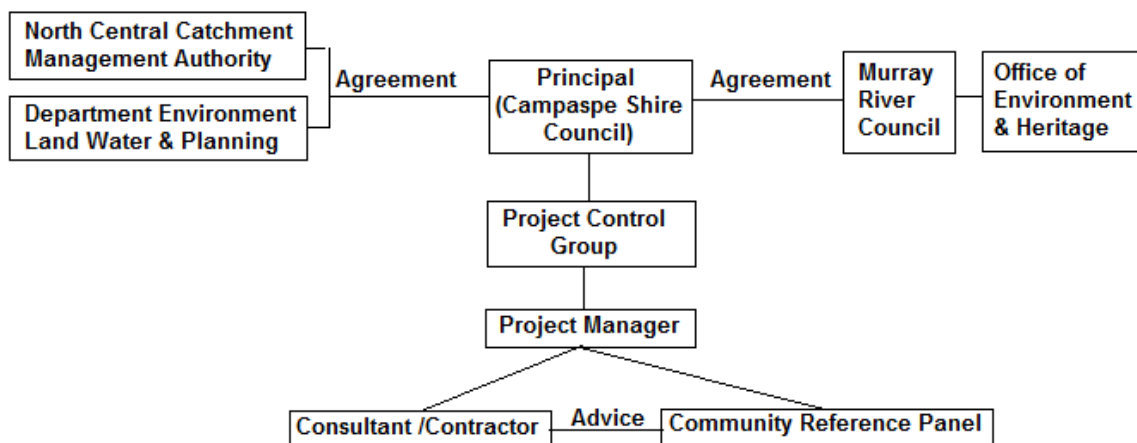 North Central Catchment
Management Authority
Department Environment
Land Water & Planning
Agreement
Principal
(Campaspe Shire
Council)
Agreement
Murray
River
Council
Office of
Environment
& Heritage
Project Control
Group
Project Manager
Consultant /Contractor
Advice
Community Reference Panel